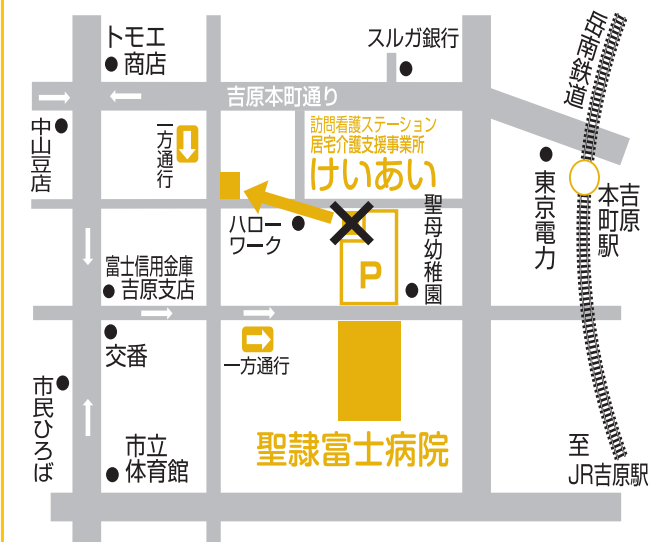 トモエ
商店
スルガ銀行
岳南鉄道
吉原本町通り
中山豆店
一方通行
訪問看護ステーション
居宅介護支援事業所
けいあい
東京電力
吉原
本町駅
ハロー
ワーク
聖母幼稚園
P
富士信用金庫
吉原支店
交番
一方通行
市民ひろば
市立
体育館
聖隷富士病院
至
JR吉原駅